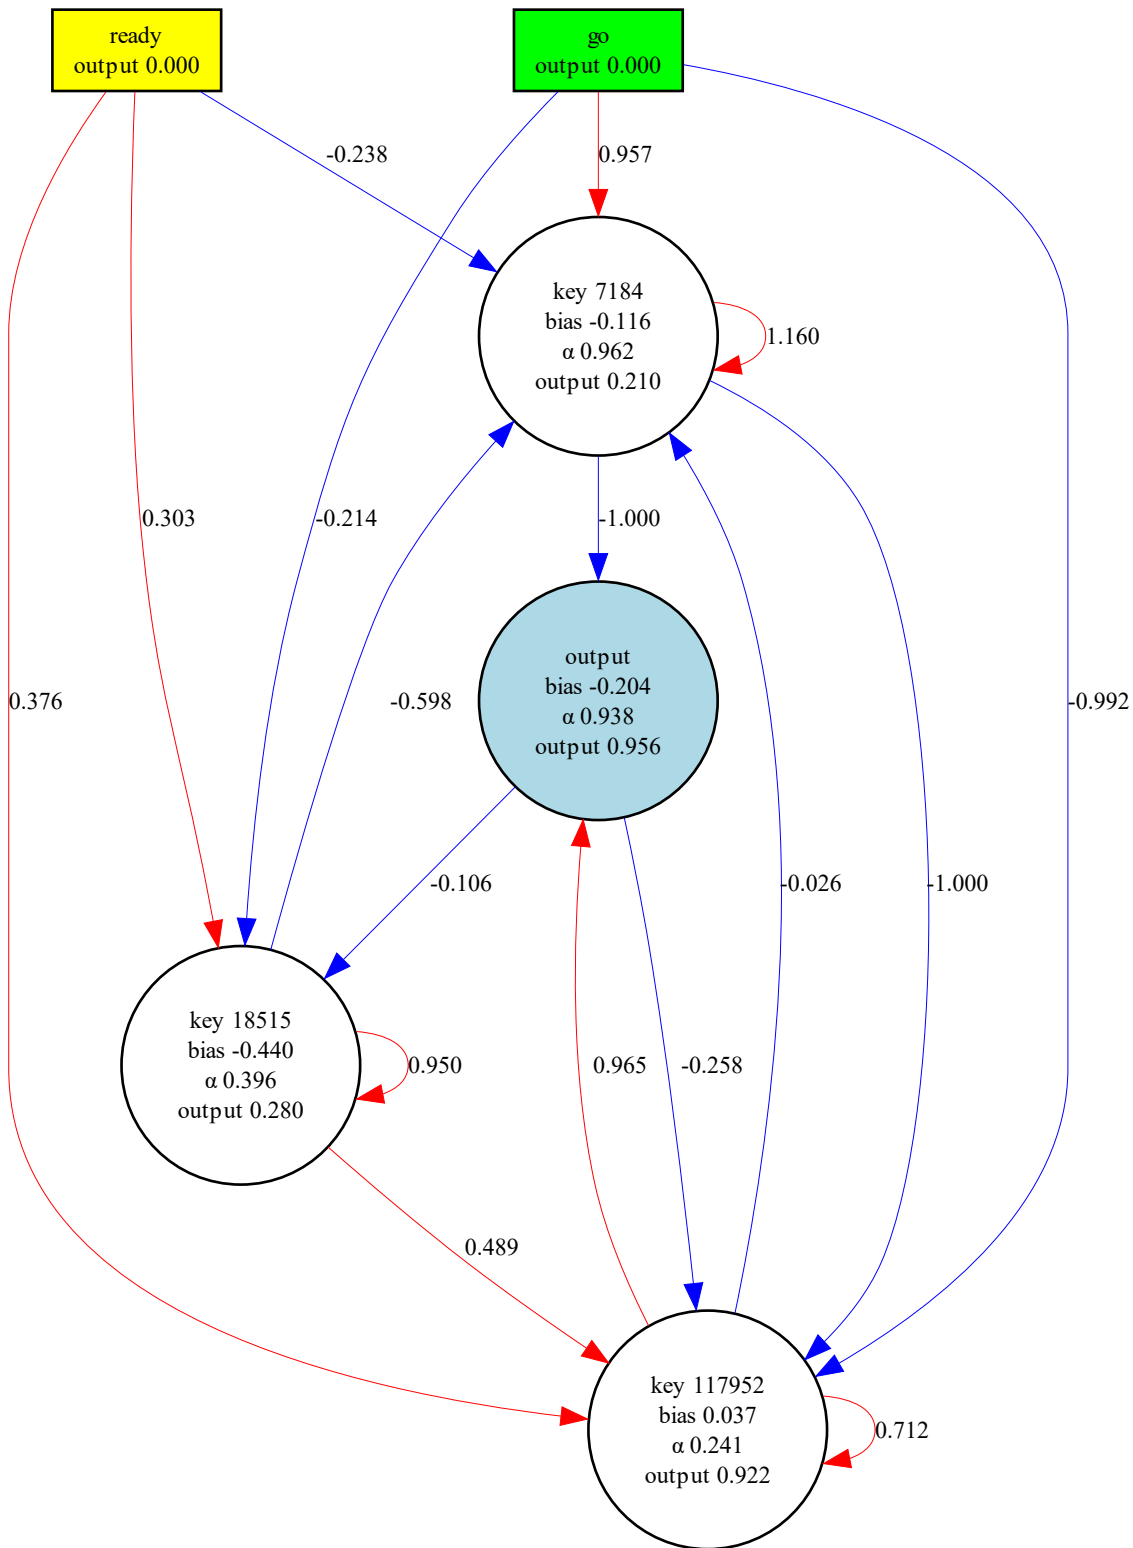 ready
output 0.000
go
output 0.000
-0.238
0.957
key 7184
bias -0.116
α 0.962
output 0.210
1.160
0.303
-0.214
-1.000
output
bias -0.204
α 0.938
output 0.956
0.376
-0.598
-0.992
-0.106
-0.026
-1.000
key 18515
bias -0.440
α 0.396
output 0.280
0.950
0.965
-0.258
0.489
key 117952
bias 0.037
α 0.241
output 0.922
0.712